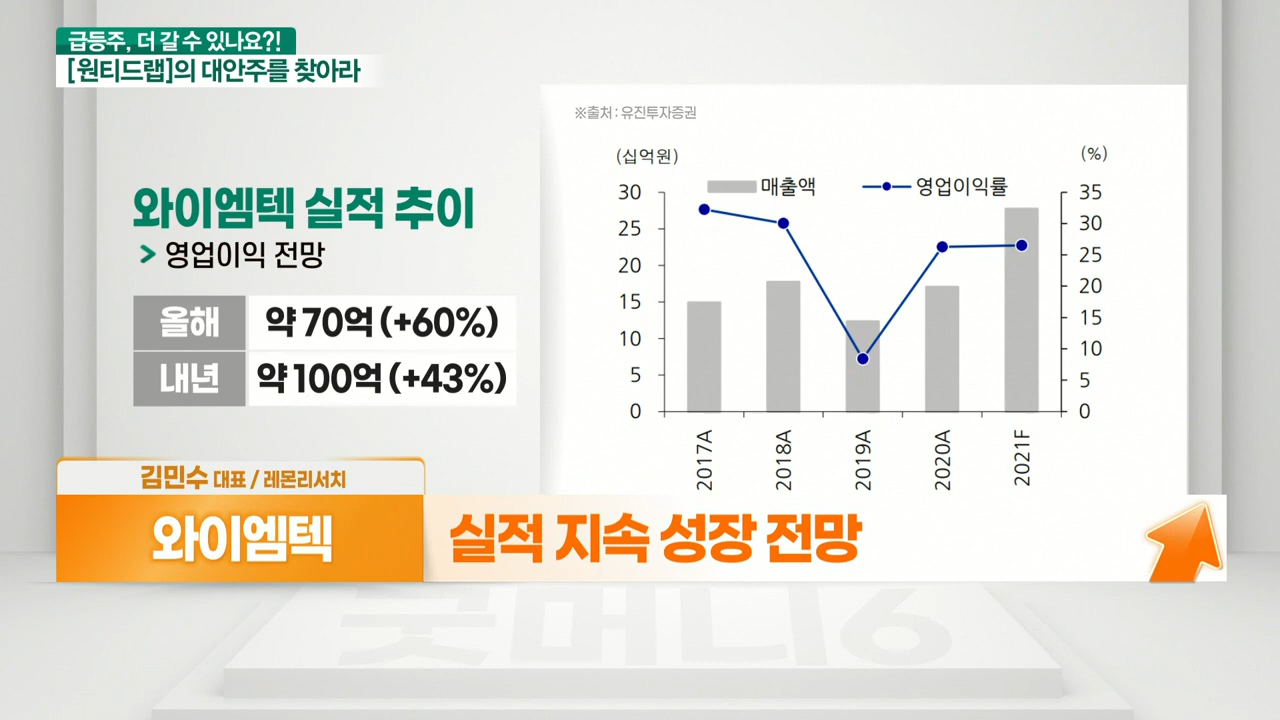 급등주, 더 갈 수 있나요?!
[원티드랩]의 대안주를 찾아라
※출처 : 유진투자증권
와이엠텍 실적 추이
> 영업이익 전망
올해 약 70억 (+60%)
내년 약 100억 (+43%)
(십억원) (%)
매출액 영업이익률
30 35
25 30
20 25
15 20
10 15
5 10
0 5
0
2017A 2018A 2019A 2020A 2021F
김민수 대표 / 레몬리서치
와이엠텍 실적 지속 성장 전망
굿머니6